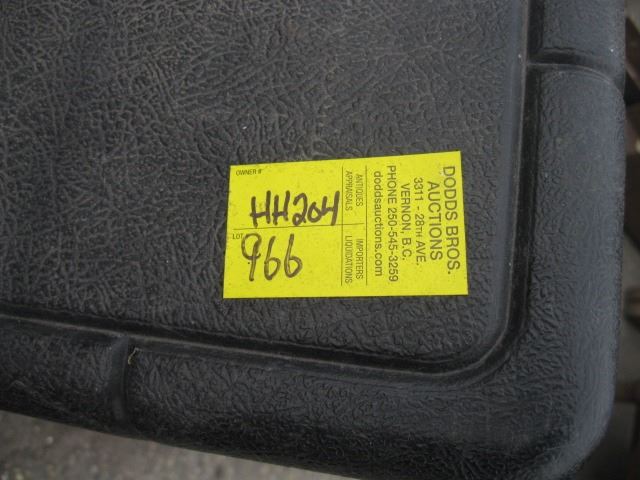 DODDS BROS.
AUCTIONS
3311 - 28TH AVE.
VERNON, B.C.
PHONE 250-545-3259
doddsauctions.com
ANTIQUES
APPRAISALS
IMPORTERS
LIQUIDATIONS
OWNER #
HH204
LOT
966